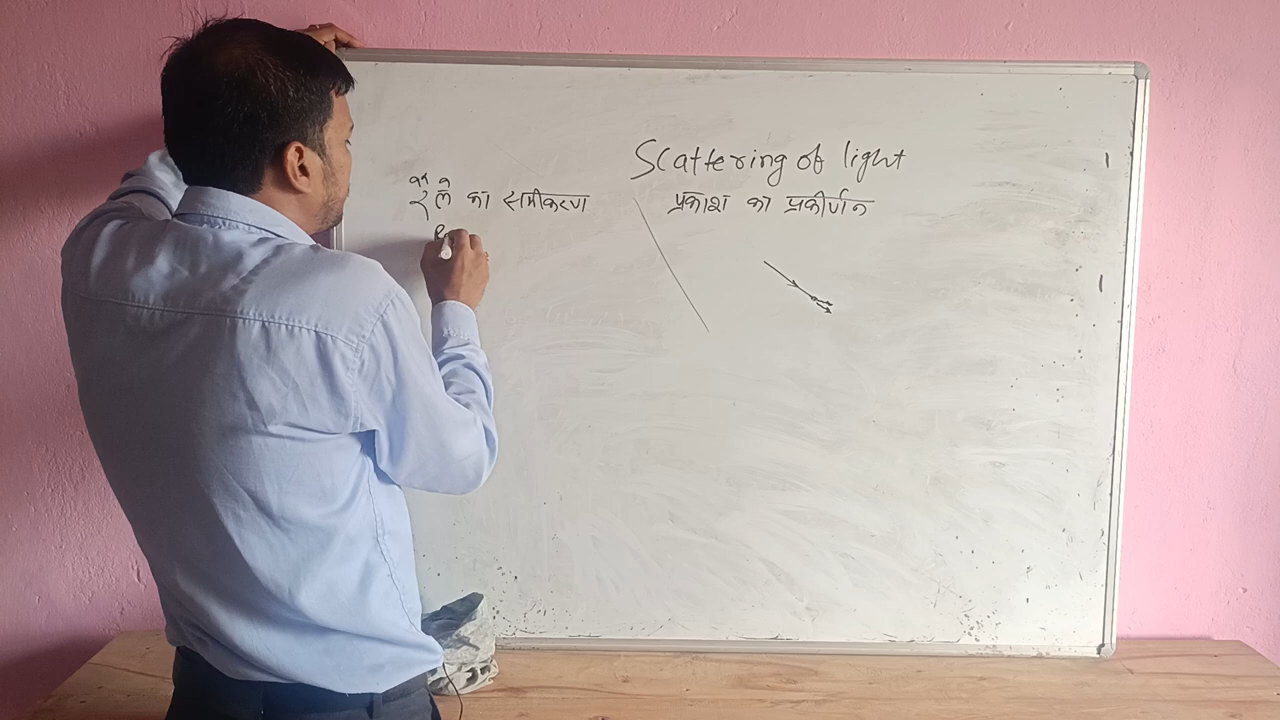 Scattering of light
रैले का समीकरण
प्रकाश का प्रकीर्णन